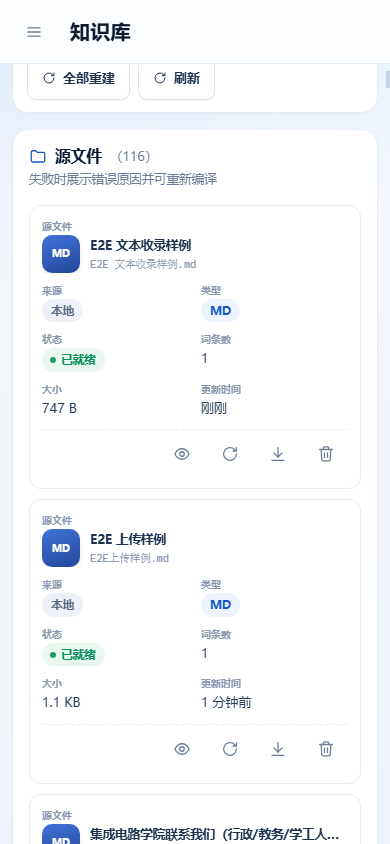 知识库
全部重建
刷新
源文件 （116）
失败时展示错误原因并可重新编译
源文件
MD
E2E 文本收录样例
E2E 文本收录样例.md
来源 类型
本地 MD
状态 词条数
已就绪 1
大小 更新时间
747 B 刚刚
源文件
MD
E2E 上传样例
E2E上传样例.md
来源 类型
本地 MD
状态 词条数
已就绪 1
大小 更新时间
1.1 KB 1 分钟前
源文件
MD
集成电路学院联系我们（行政/教务/学工人...